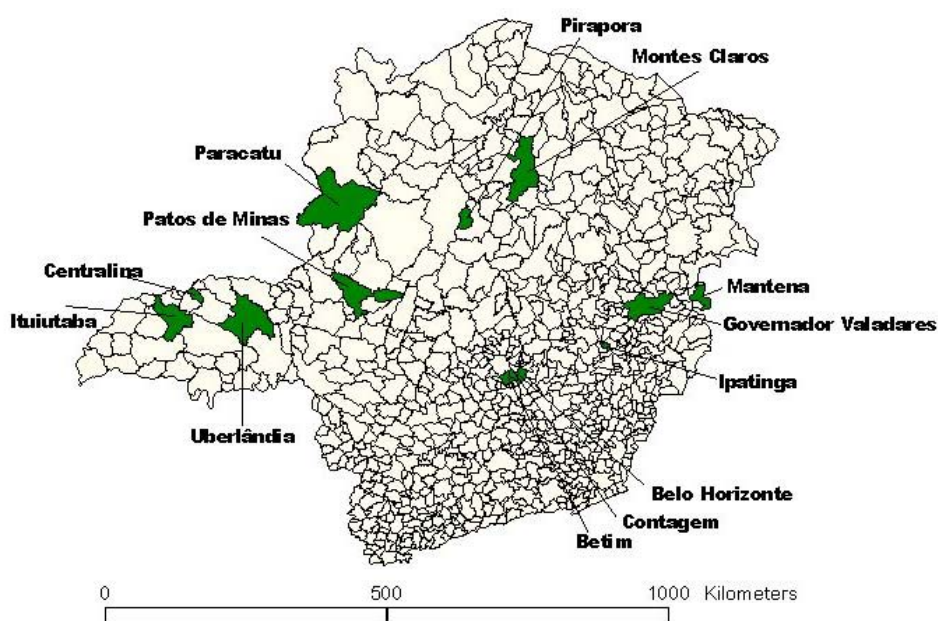 Pirapora
Montes Claros
Paracatu
Patos de Minas
Centralina
Ituiutaba
Mantena
Governador Valadares
Ipatinga
Uberlândia
Belo Horizonte
Contagem
Betim
0 500 1000 Kilometers